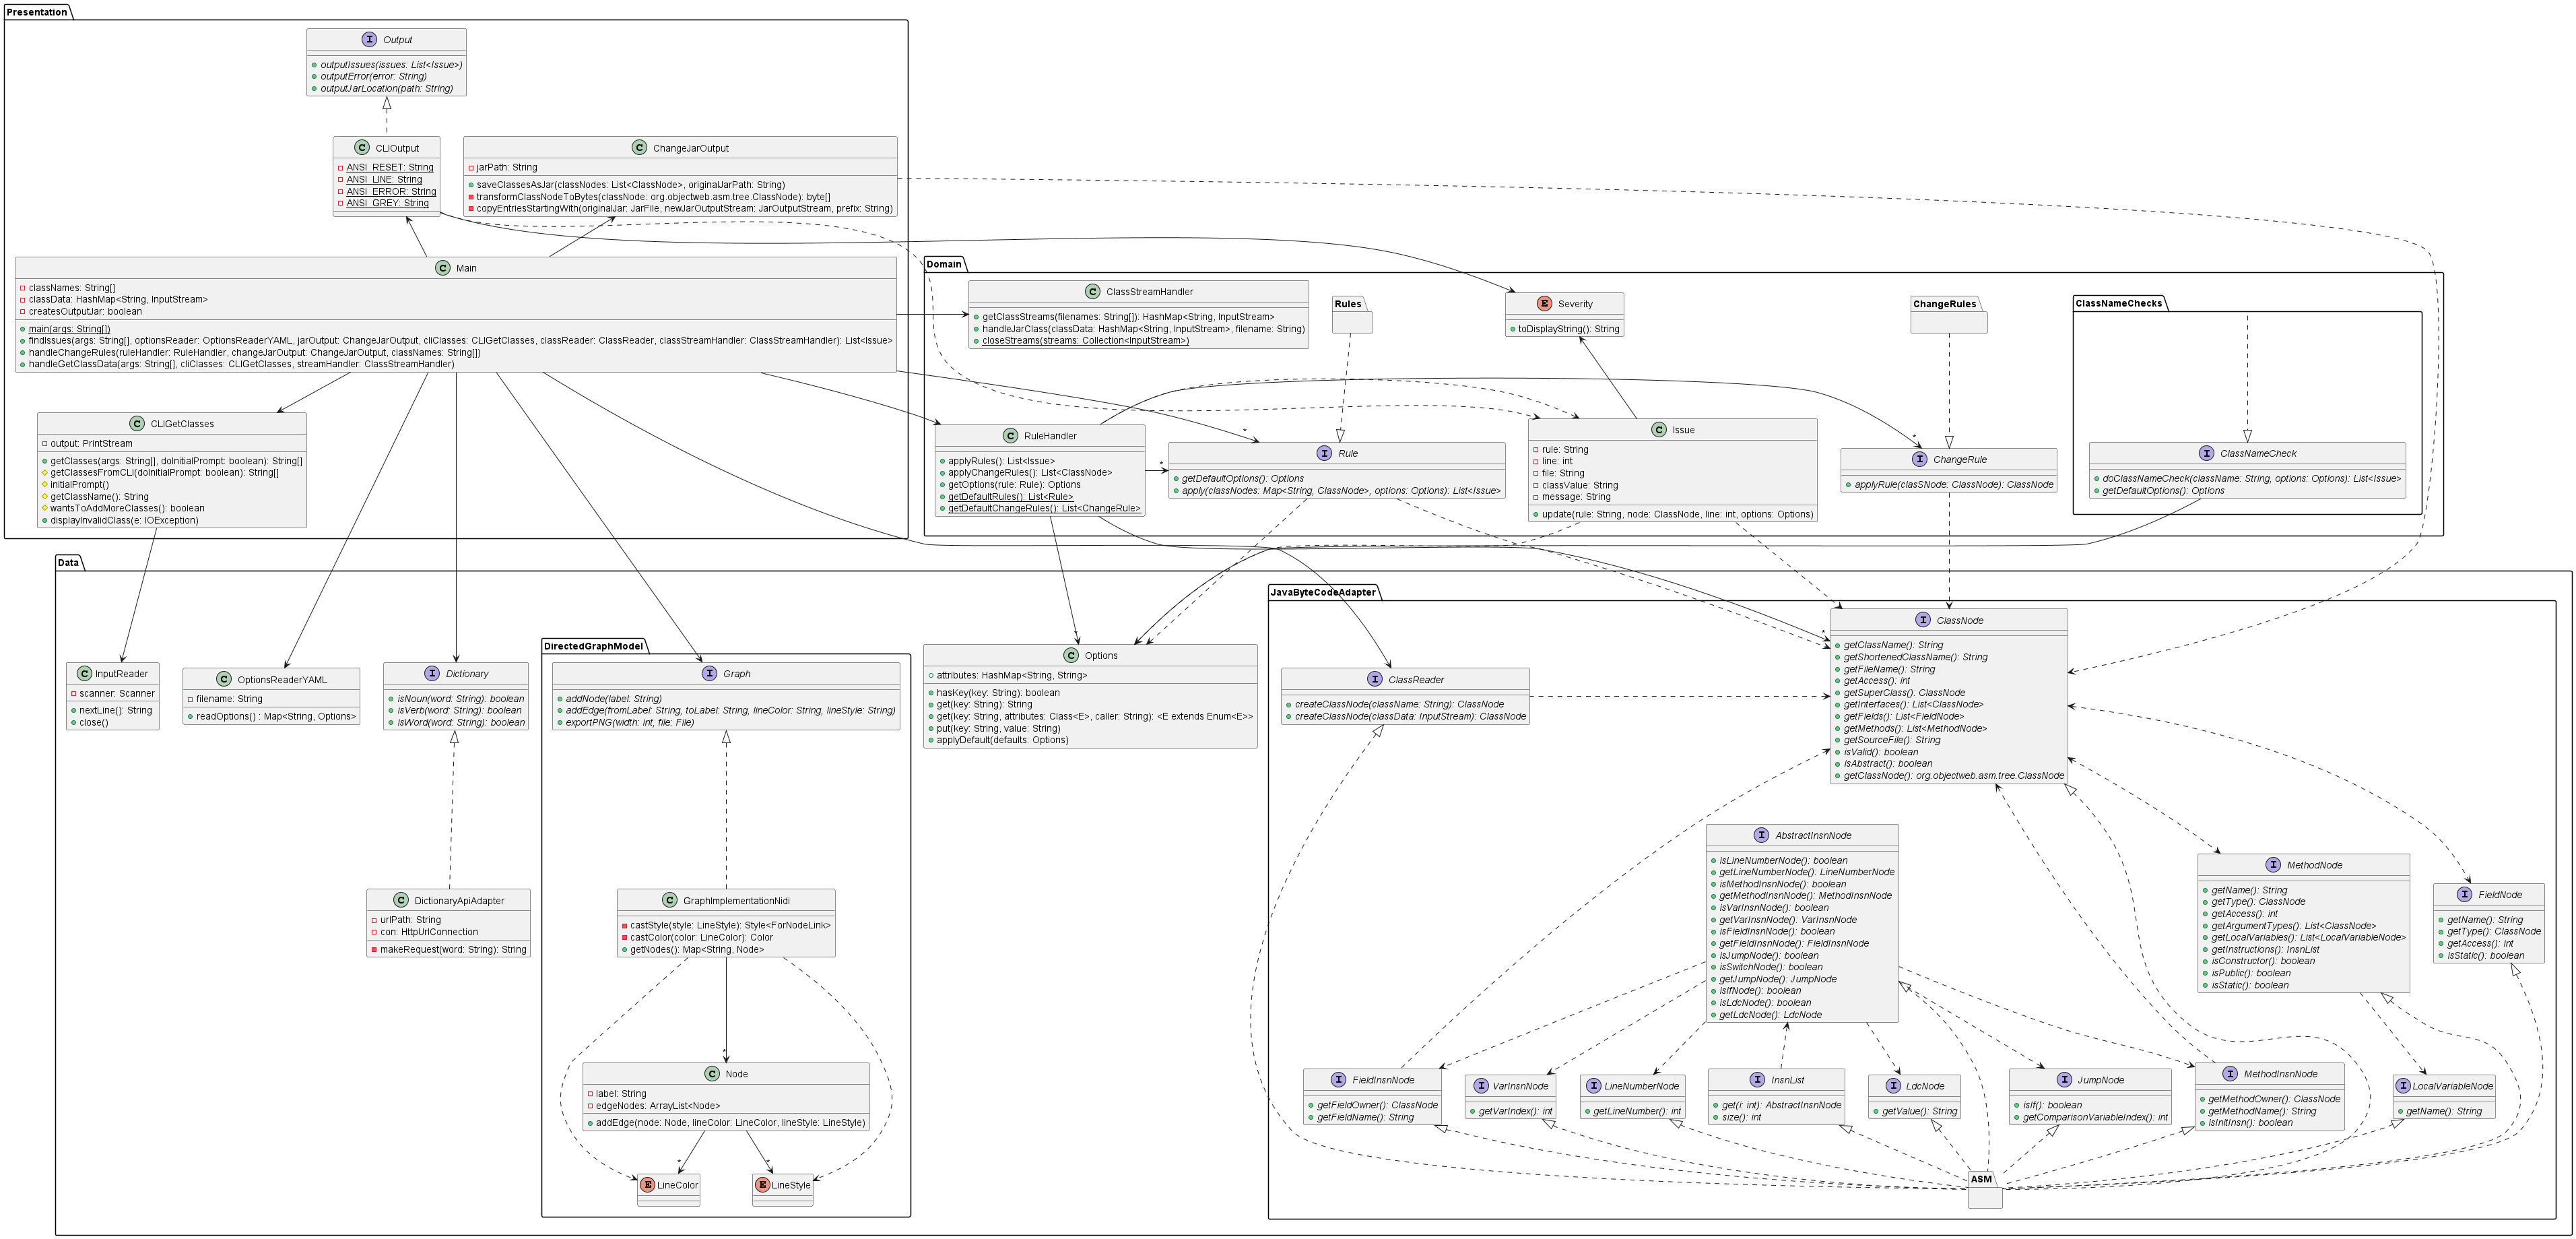 Presentation
I Output
outputIssues(issues: List<Issue>)
outputError(error: String)
outputJarLocation(path: String)
C CLIOutput
ANSI_RESET: String
ANSI_LINE: String
ANSI_ERROR: String
ANSI_GREY: String
C ChangeJarOutput
jarPath: String
saveClassesAsJar(classNodes: List<ClassNode>, originalJarPath: String)
transformClassNodeToBytes(classNode: org.objectweb.asm.tree.ClassNode): byte[]
copyEntriesStartingWith(originalJar: JarFile, newJarOutputStream: JarOutputStream, prefix: String)
C Main
classNames: String[]
classData: HashMap<String, InputStream>
createsOutputJar: boolean
main(args: String[])
findIssues(args: String[], optionsReader: OptionsReaderYAML, jarOutput: ChangeJarOutput, cliClasses: CLIGetClasses, classReader: ClassReader, classStreamHandler: ClassStreamHandler): List<Issue>
handleChangeRules(ruleHandler: RuleHandler, changeJarOutput: ChangeJarOutput, classNames: String[])
handleGetClassData(args: String[], cliClasses: CLIGetClasses, streamHandler: ClassStreamHandler)
C CLIGetClasses
output: PrintStream
getClasses(args: String[], doInitialPrompt: boolean): String[]
getClassesFromCLI(doInitialPrompt: boolean): String[]
initialPrompt()
getClassName(): String
wantsToAddMoreClasses(): boolean
displayInvalidClass(e: IOException)
Domain
C ClassStreamHandler
getClassStreams(filenames: String[]): HashMap<String, InputStream>
handleJarClass(classData: HashMap<String, InputStream>, filename: String)
closeStreams(streams: Collection<InputStream>)
Rules
E Severity
toDisplayString(): String
ChangeRules
ClassNameChecks
C RuleHandler
applyRules(): List<Issue>
applyChangeRules(): List<ClassNode>
getOptions(rule: Rule): Options
getDefaultRules(): List<Rule>
getDefaultChangeRules(): List<ChangeRule>
*
*
I Rule
getDefaultOptions(): Options
apply(classNodes: Map<String, ClassNode>, options: Options): List<Issue>
C Issue
rule: String
line: int
file: String
classValue: String
message: String
update(rule: String, node: ClassNode, line: int, options: Options)
*
I ChangeRule
applyRule(clasSNode: ClassNode): ClassNode
I ClassNameCheck
doClassNameCheck(className: String, options: Options): List<Issue>
getDefaultOptions(): Options
Data
C InputReader
scanner: Scanner
nextLine(): String
close()
C OptionsReaderYAML
filename: String
readOptions() : Map<String, Options>
I Dictionary
isNoun(word: String): boolean
isVerb(word: String): boolean
isWord(word: String): boolean
C DictionaryApiAdapter
urlPath: String
con: HttpUrlConnection
makeRequest(word: String): String
DirectedGraphModel
I Graph
addNode(label: String)
addEdge(fromLabel: String, toLabel: String, lineColor: String, lineStyle: String)
exportPNG(width: int, file: File)
C GraphImplementationNidi
castStyle(style: LineStyle): Style<ForNodeLink>
castColor(color: LineColor): Color
getNodes(): Map<String, Node>
*
C Node
label: String
edgeNodes: ArrayList<Node>
addEdge(node: Node, lineColor: LineColor, lineStyle: LineStyle)
*
*
E LineColor
E LineStyle
*
C Options
attributes: HashMap<String, String>
hasKey(key: String): boolean
get(key: String): String
get(key: String, attributes: Class<E>, caller: String): <E extends Enum<E>>
put(key: String, value: String)
applyDefault(defaults: Options)
JavaByteCodeAdapter
I ClassReader
createClassNode(className: String): ClassNode
createClassNode(classData: InputStream): ClassNode
*
I ClassNode
getClassName(): String
getShortenedClassName(): String
getFileName(): String
getAccess(): int
getSuperClass(): ClassNode
getInterfaces(): List<ClassNode>
getFields(): List<FieldNode>
getMethods(): List<MethodNode>
getSourceFile(): String
isValid(): boolean
isAbstract(): boolean
getClassNode(): org.objectweb.asm.tree.ClassNode
I AbstractInsnNode
isLineNumberNode(): boolean
getLineNumberNode(): LineNumberNode
isMethodInsnNode(): boolean
getMethodInsnNode(): MethodInsnNode
isVarInsnNode(): boolean
getVarInsnNode(): VarInsnNode
isFieldInsnNode(): boolean
getFieldInsnNode(): FieldInsnNode
isJumpNode(): boolean
isSwitchNode(): boolean
getJumpNode(): JumpNode
isIfNode(): boolean
isLdcNode(): boolean
getLdcNode(): LdcNode
I MethodNode
getName(): String
getType(): ClassNode
getAccess(): int
getArgumentTypes(): List<ClassNode>
getLocalVariables(): List<LocalVariableNode>
getInstructions(): InsnList
isConstructor(): boolean
isPublic(): boolean
isStatic(): boolean
I FieldNode
getName(): String
getType(): ClassNode
getAccess(): int
isStatic(): boolean
I FieldInsnNode
getFieldOwner(): ClassNode
getFieldName(): String
I VarInsnNode
getVarIndex(): int
I LineNumberNode
getLineNumber(): int
I InsnList
get(i: int): AbstractInsnNode
size(): int
I LdcNode
getValue(): String
I JumpNode
isIf(): boolean
getComparisonVariableIndex(): int
I MethodInsnNode
getMethodOwner(): ClassNode
getMethodName(): String
isInitInsn(): boolean
I LocalVariableNode
getName(): String
ASM